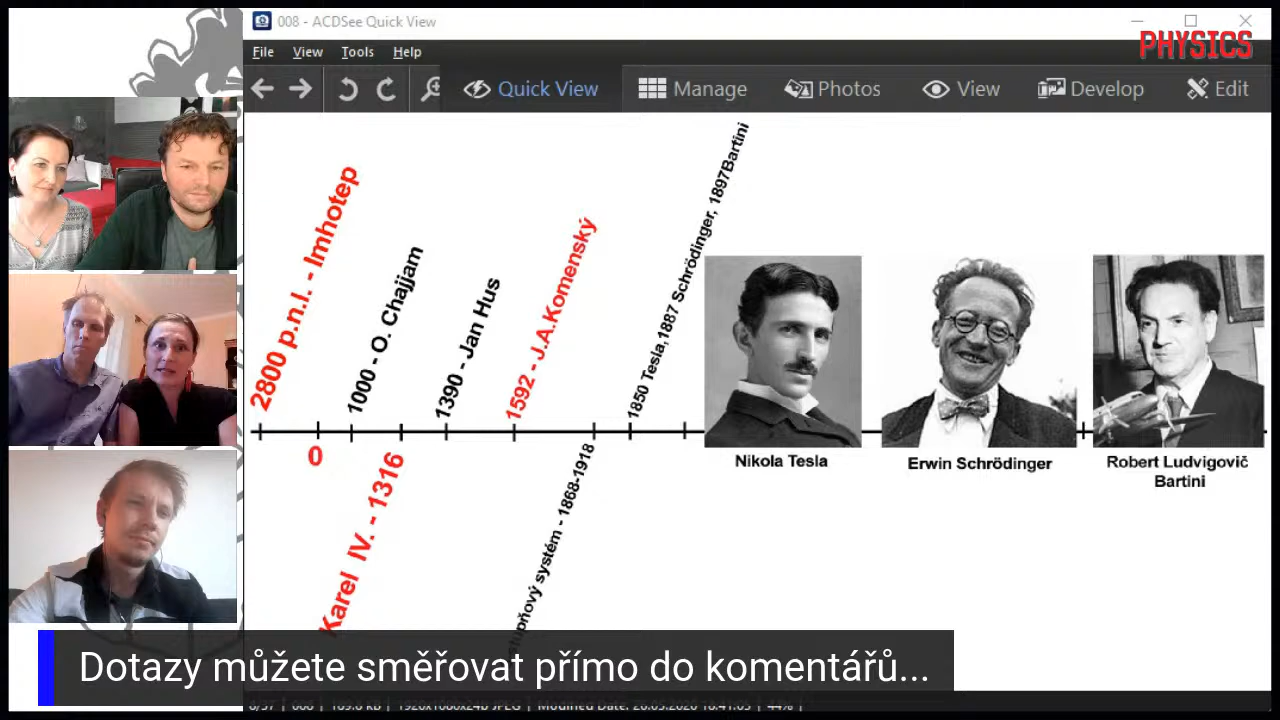 008 - ACDSee Quick View
PHYSICS
File View Tools Help
Quick View Manage Photos View Develop Edit
2800 p.n.l. - Imhotep
1000 - O. Chajjam
1390 - Jan Hus
1592 - J.A.Komenský
1850 Tesla,1887 Schrödinger, 1897Bartini
0
Karel IV. - 1316
systém - 1868-1918
Nikola Tesla
Erwin Schrödinger
Robert Ludvigovič
Bartini
Dotazy můžete směřovat přímo do komentářů...